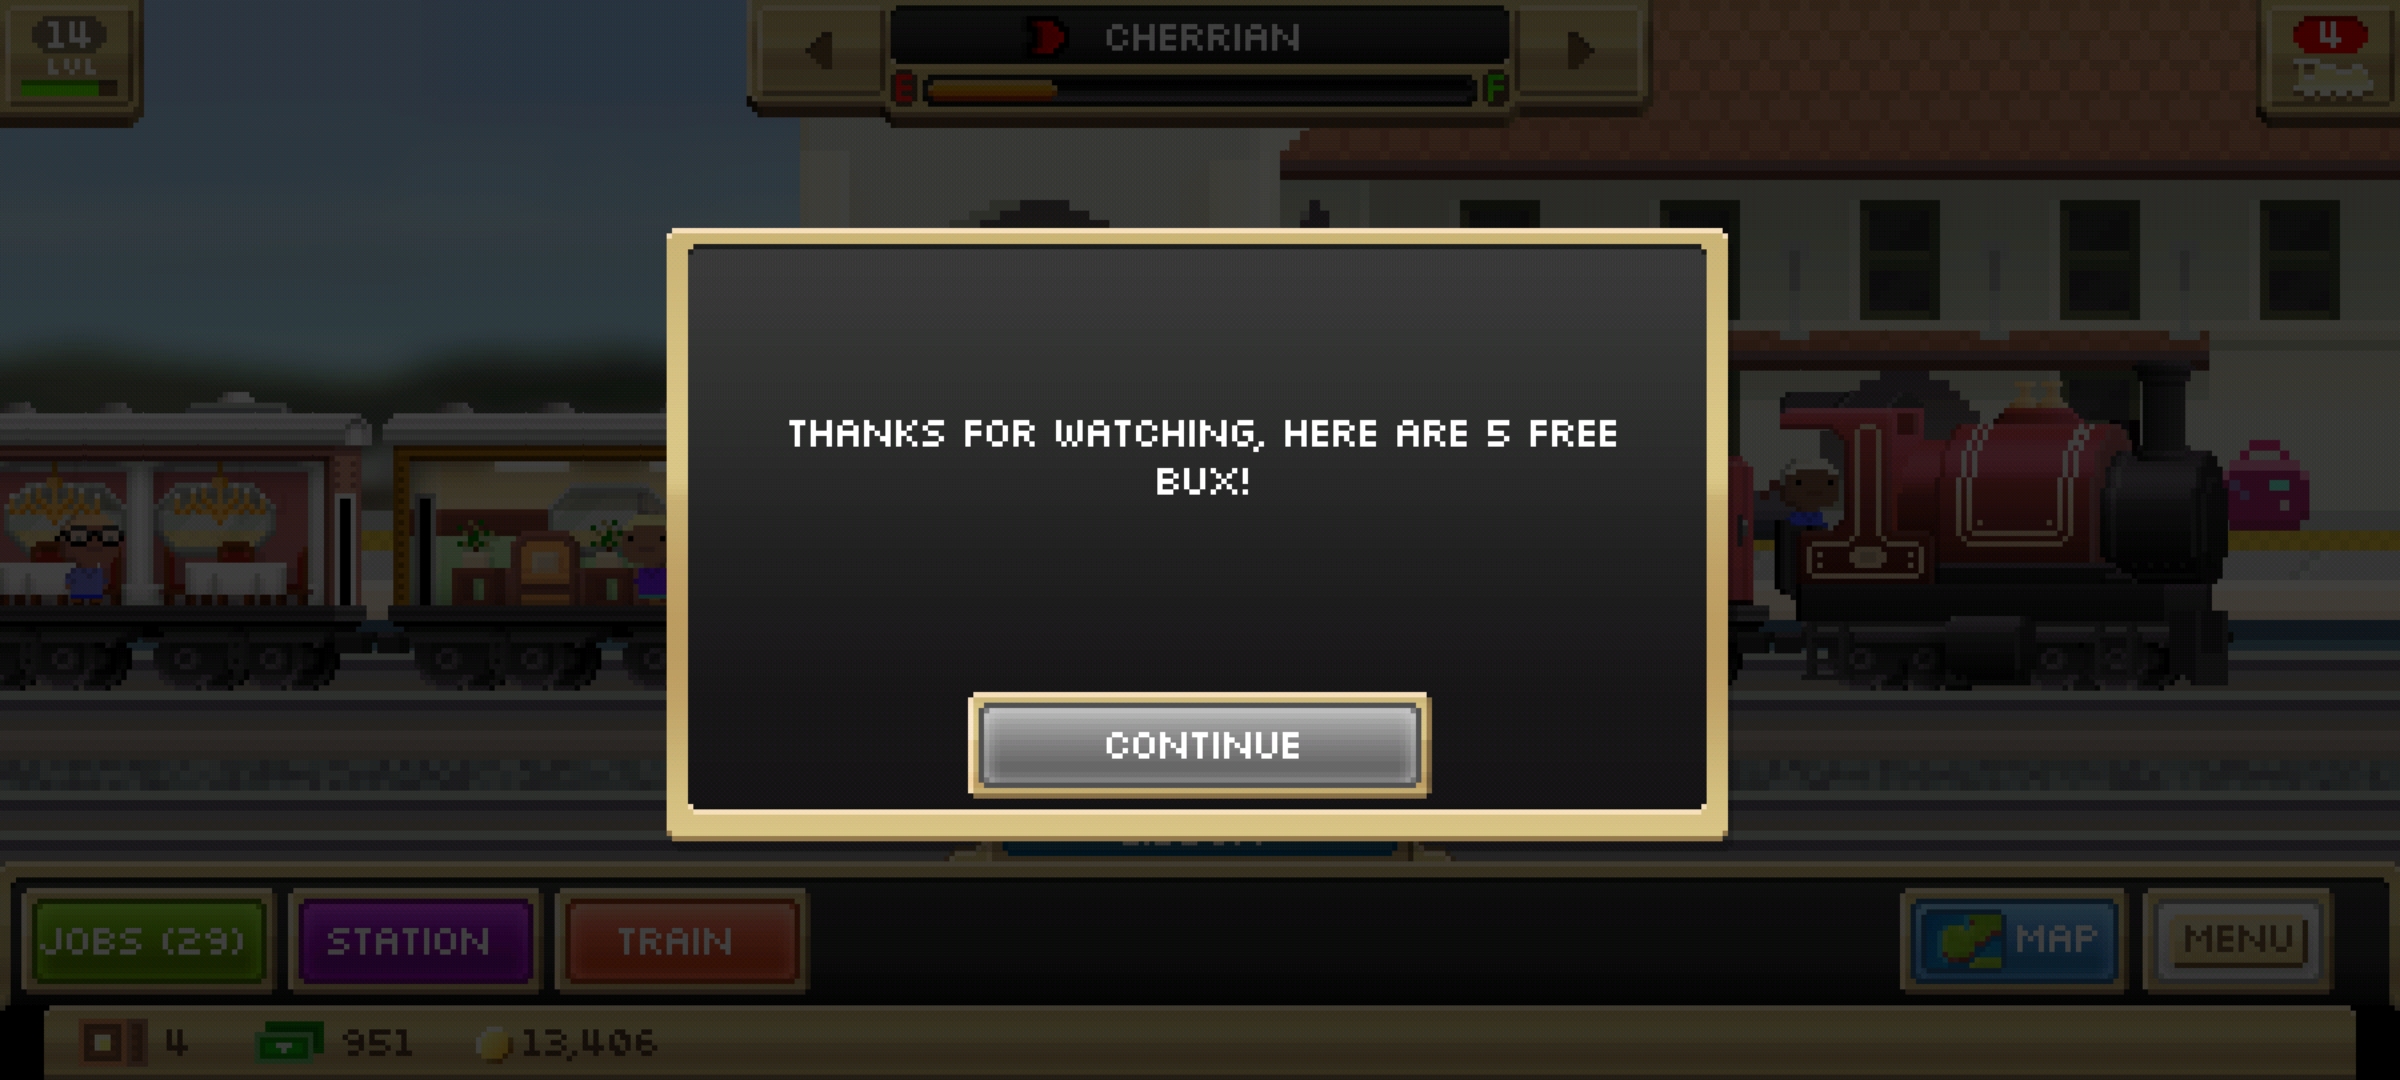 14
LVL
CHERRIAN
E F
4
THANKS FOR WATCHING, HERE ARE 5 FREE
BUX!
CONTINUE
JOBS (29)
STATION
TRAIN
MAP
MENU
4
951
13,406